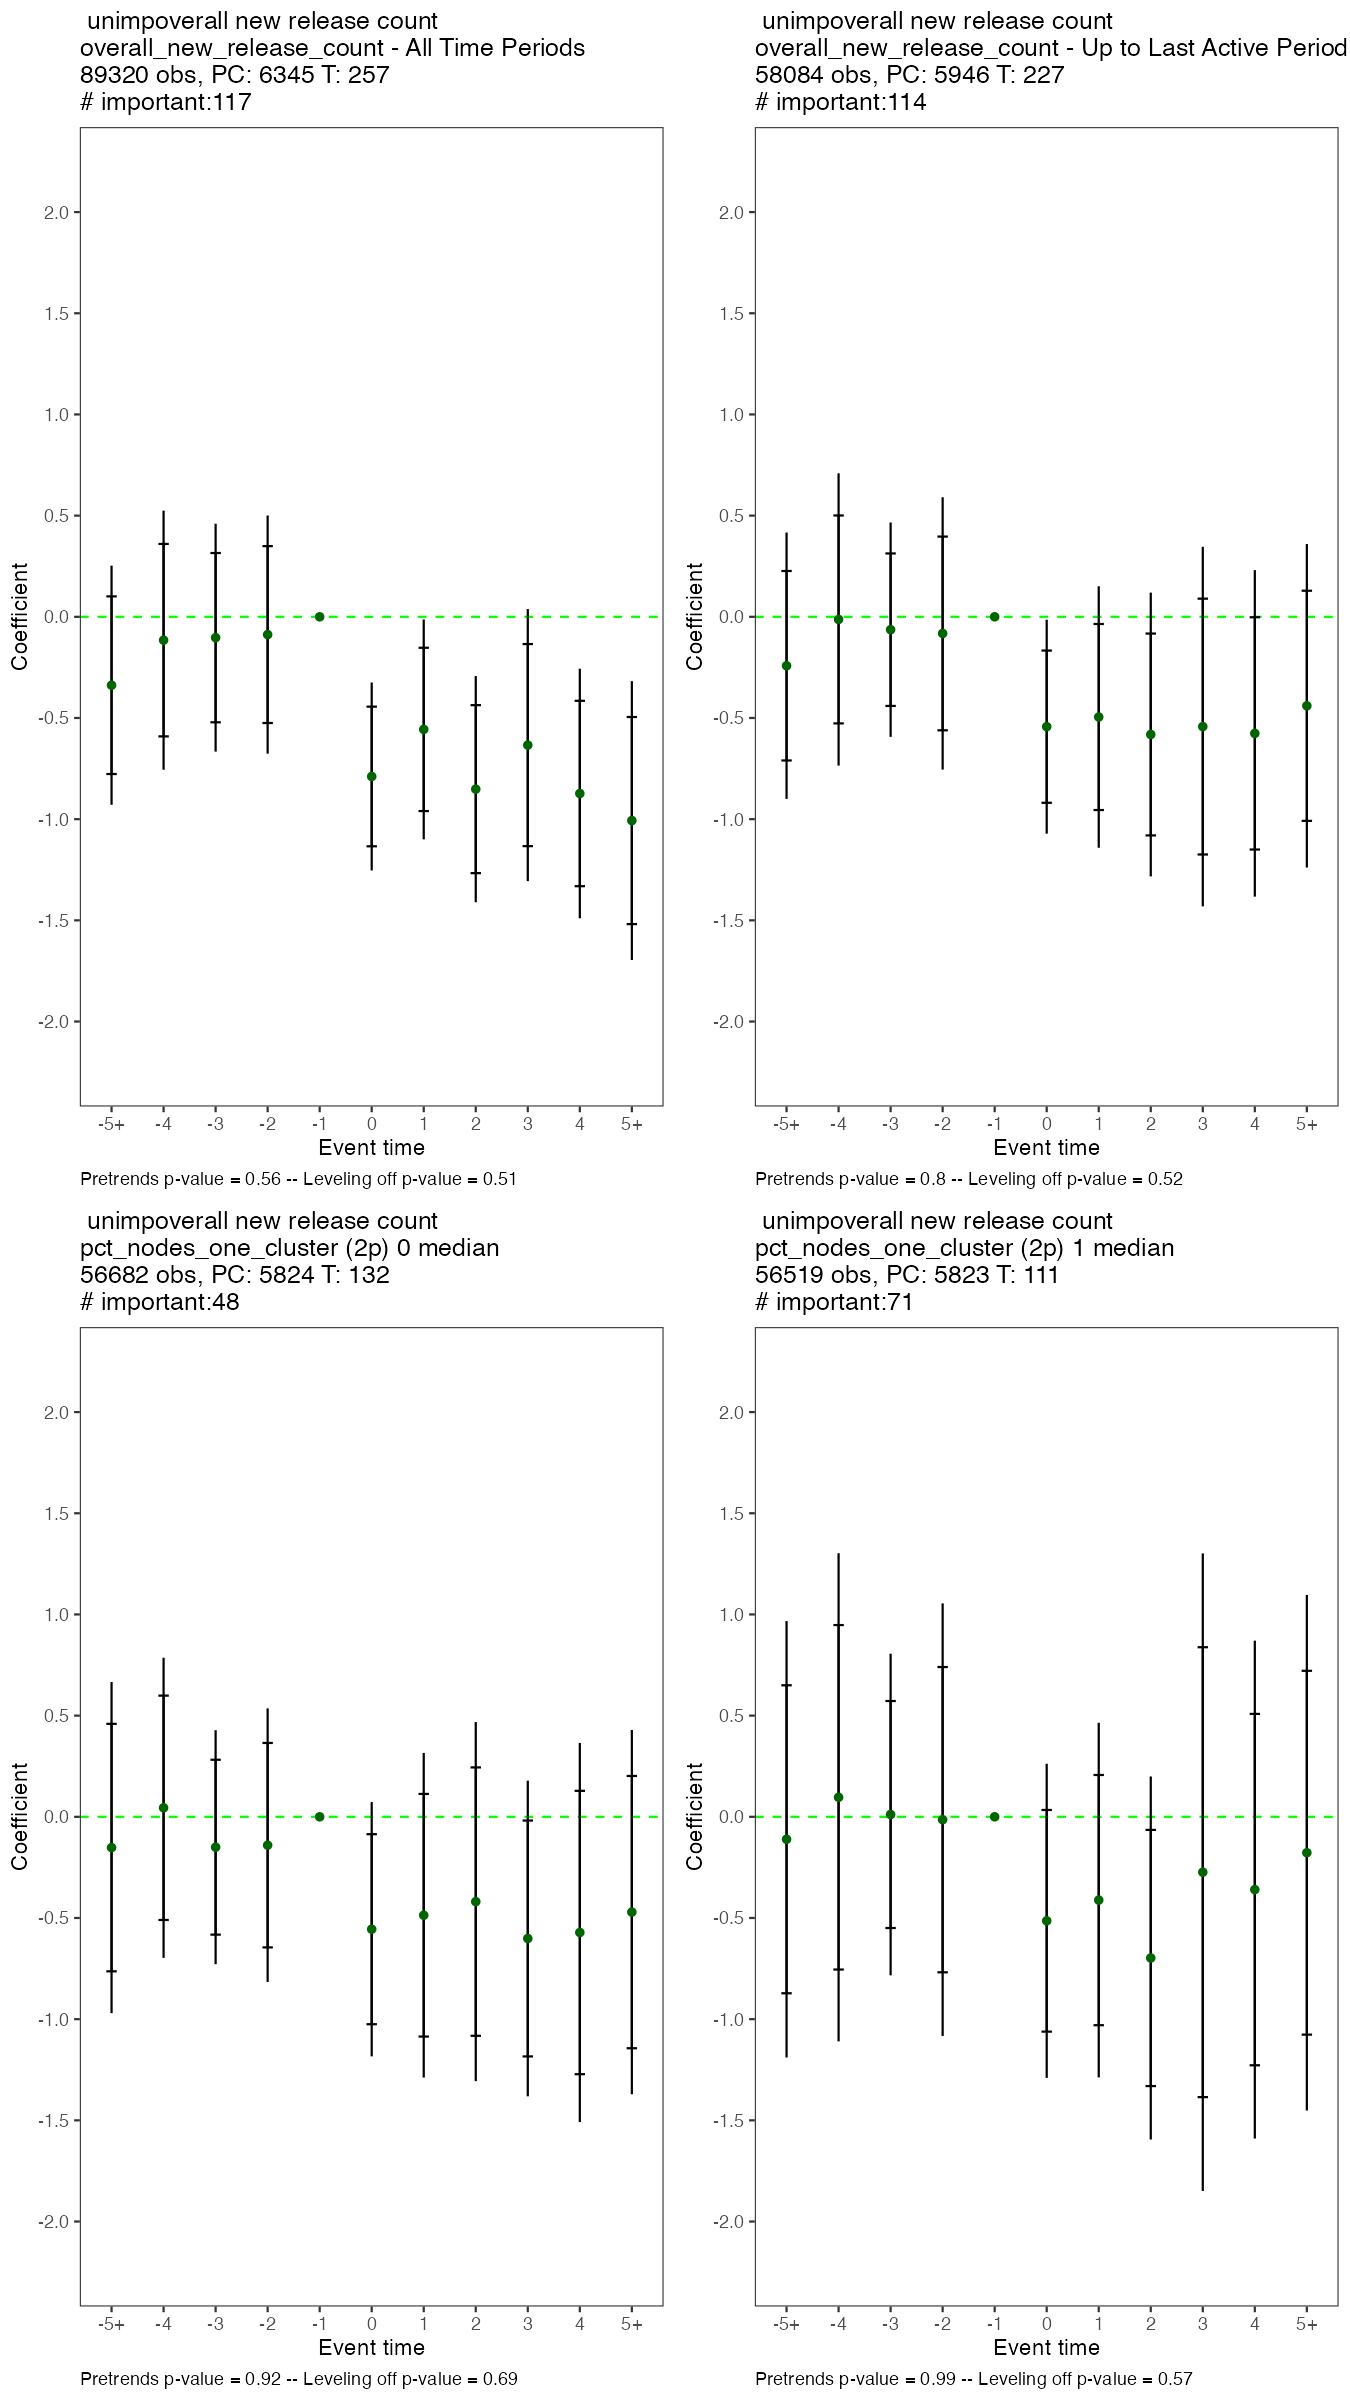 unimpoverall new release count
overall_new_release_count - All Time Periods
89320 obs, PC: 6345 T: 257
# important:117
Coefficient
2.0
1.5
1.0
0.5
0.0
-0.5
-1.0
-1.5
-2.0
-5+ -4 -3 -2 -1 0 1 2 3 4 5+
Event time
Pretrends p-value = 0.56 -- Leveling off p-value = 0.51
unimpoverall new release count
overall_new_release_count - Up to Last Active Period
58084 obs, PC: 5946 T: 227
# important:114
Coefficient
2.0
1.5
1.0
0.5
0.0
-0.5
-1.0
-1.5
-2.0
-5+ -4 -3 -2 -1 0 1 2 3 4 5+
Event time
Pretrends p-value = 0.8 -- Leveling off p-value = 0.52
unimpoverall new release count
pct_nodes_one_cluster (2p) 0 median
56682 obs, PC: 5824 T: 132
# important:48
Coefficient
2.0
1.5
1.0
0.5
0.0
-0.5
-1.0
-1.5
-2.0
-5+ -4 -3 -2 -1 0 1 2 3 4 5+
Event time
Pretrends p-value = 0.92 -- Leveling off p-value = 0.69
unimpoverall new release count
pct_nodes_one_cluster (2p) 1 median
56519 obs, PC: 5823 T: 111
# important:71
Coefficient
2.0
1.5
1.0
0.5
0.0
-0.5
-1.0
-1.5
-2.0
-5+ -4 -3 -2 -1 0 1 2 3 4 5+
Event time
Pretrends p-value = 0.99 -- Leveling off p-value = 0.57